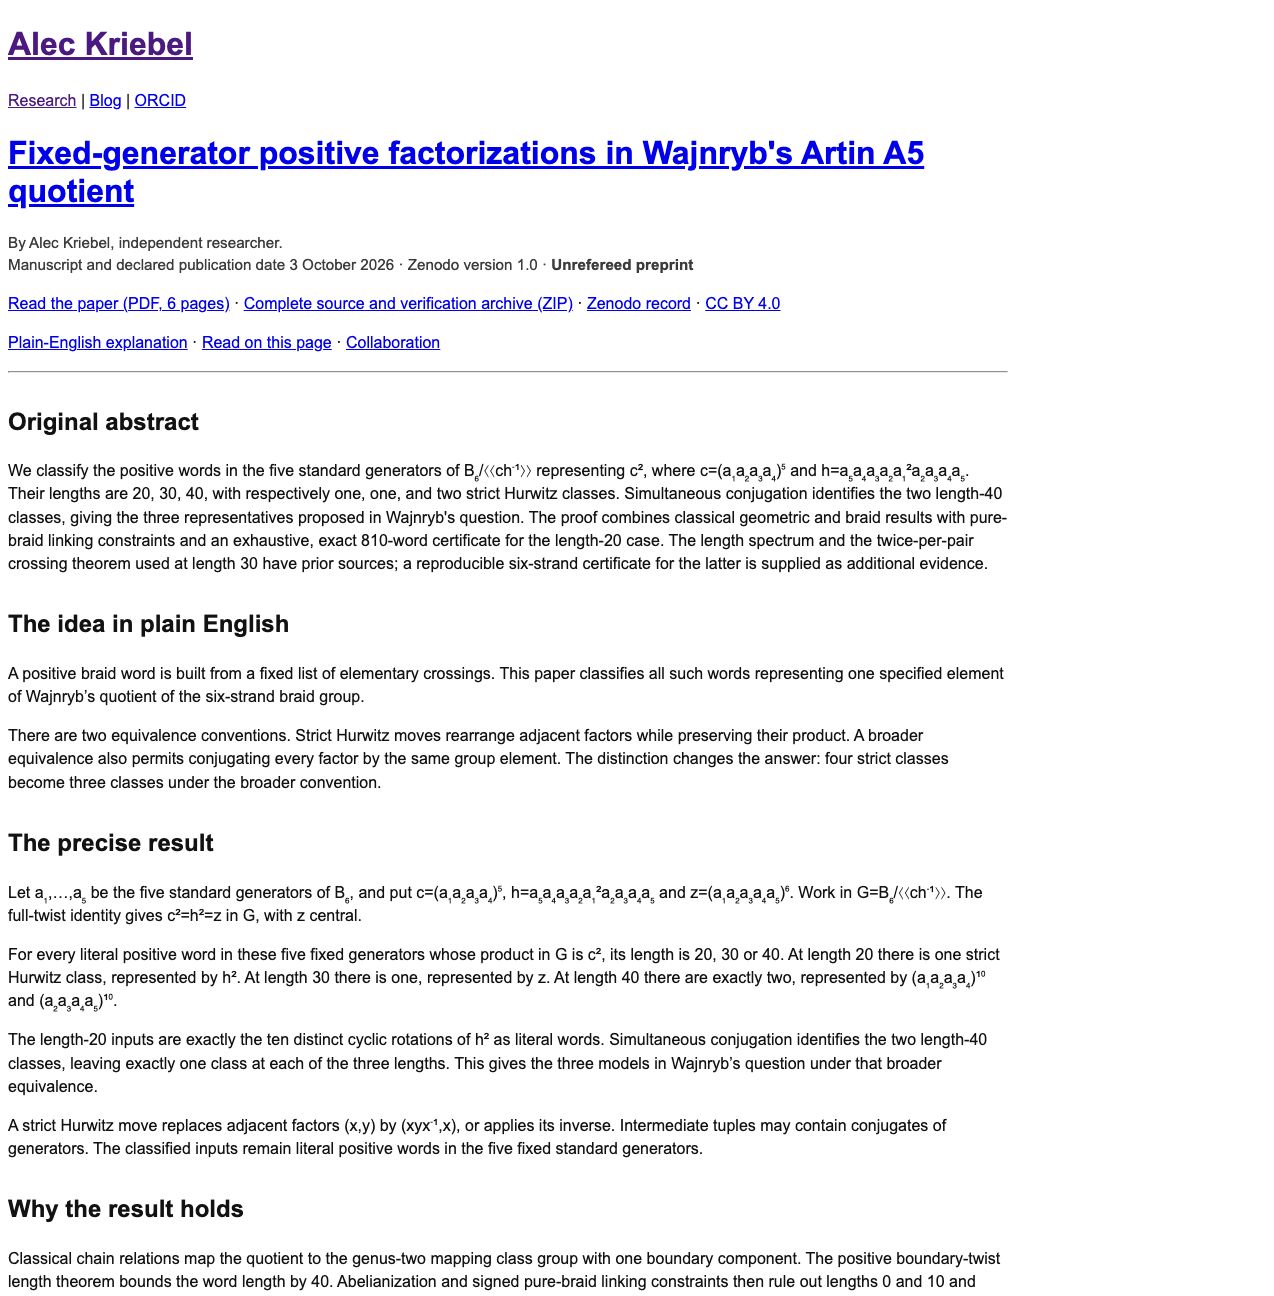 Alec Kriebel
Research | Blog | ORCID
Fixed-generator positive factorizations in Wajnryb's Artin A5
quotient
By Alec Kriebel, independent researcher.
Manuscript and declared publication date 3 October 2026 · Zenodo version 1.0 · Unrefereed preprint
Read the paper (PDF, 6 pages) · Complete source and verification archive (ZIP) · Zenodo record · CC BY 4.0
Plain-English explanation · Read on this page · Collaboration
Original abstract
We classify the positive words in the five standard generators of B₆/⟨⟨ch⁻¹⟩⟩ representing c², where c=(a₁a₂a₃a₄)⁵ and h=a₅a₄a₃a₂a₁²a₂a₃a₄a₅.
Their lengths are 20, 30, 40, with respectively one, one, and two strict Hurwitz classes. Simultaneous conjugation identifies the two length-40
classes, giving the three representatives proposed in Wajnryb's question. The proof combines classical geometric and braid results with pure-
braid linking constraints and an exhaustive, exact 810-word certificate for the length-20 case. The length spectrum and the twice-per-pair
crossing theorem used at length 30 have prior sources; a reproducible six-strand certificate for the latter is supplied as additional evidence.
The idea in plain English
A positive braid word is built from a fixed list of elementary crossings. This paper classifies all such words representing one specified element
of Wajnryb’s quotient of the six-strand braid group.
There are two equivalence conventions. Strict Hurwitz moves rearrange adjacent factors while preserving their product. A broader
equivalence also permits conjugating every factor by the same group element. The distinction changes the answer: four strict classes
become three classes under the broader convention.
The precise result
Let a₁,…,a₅ be the five standard generators of B₆, and put c=(a₁a₂a₃a₄)⁵, h=a₅a₄a₃a₂a₁²a₂a₃a₄a₅ and z=(a₁a₂a₃a₄a₅)⁶. Work in G=B₆/⟨⟨ch⁻¹⟩⟩. The
full-twist identity gives c²=h²=z in G, with z central.
For every literal positive word in these five fixed generators whose product in G is c², its length is 20, 30 or 40. At length 20 there is one strict
Hurwitz class, represented by h². At length 30 there is one, represented by z. At length 40 there are exactly two, represented by (a₁a₂a₃a₄)¹⁰
and (a₂a₃a₄a₅)¹⁰.
The length-20 inputs are exactly the ten distinct cyclic rotations of h² as literal words. Simultaneous conjugation identifies the two length-40
classes, leaving exactly one class at each of the three lengths. This gives the three models in Wajnryb’s question under that broader
equivalence.
A strict Hurwitz move replaces adjacent factors (x,y) by (xyx⁻¹,x), or applies its inverse. Intermediate tuples may contain conjugates of
generators. The classified inputs remain literal positive words in the five fixed standard generators.
Why the result holds
Classical chain relations map the quotient to the genus-two mapping class group with one boundary component. The positive boundary-twist
length theorem bounds the word length by 40. Abelianization and signed pure-braid linking constraints then rule out lengths 0 and 10 and